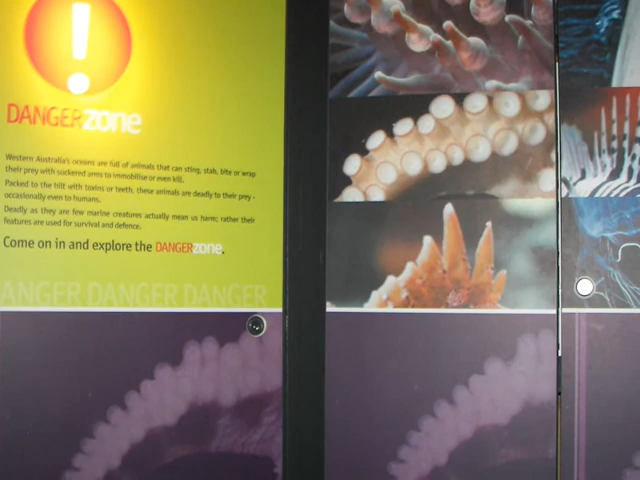 !
DANGERzone
Western Australia's oceans are full of animals that can sting, stab, bite or wrap
their prey with suckered arms to immobilise or even kill.
Packed to the hilt with toxins or teeth, these animals are deadly to their prey -
occasionally even to humans.
Deadly as they are few marine creatures actually mean us harm; rather their
features are used for survival and defence.
Come on in and explore the DANGERzone.
ANGER DANGER DANGER